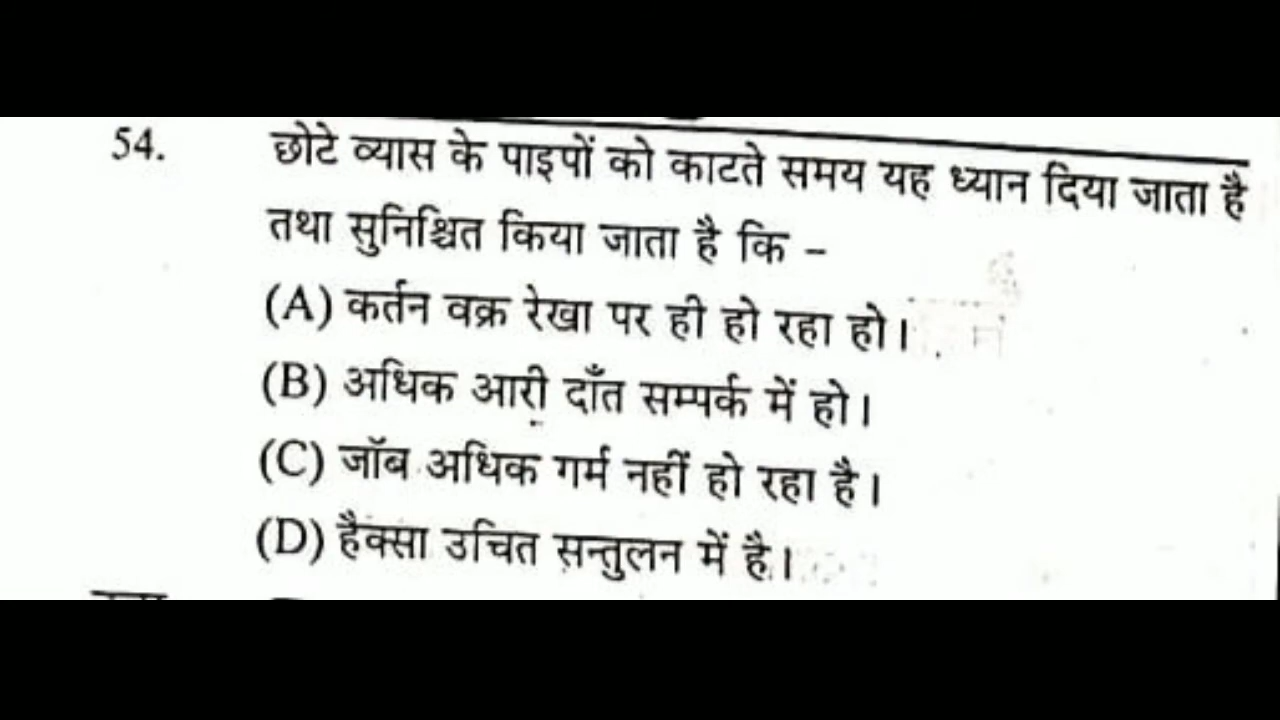 54. छोटे व्यास के पाइपों को काटते समय यह ध्यान दिया जाता है
तथा सुनिश्चित किया जाता है कि –
(A) कर्तन वक्र रेखा पर ही हो रहा हो।
(B) अधिक आरी दाँत सम्पर्क में हो।
(C) जॉब अधिक गर्म नहीं हो रहा है।
(D) हैक्सा उचित सन्तुलन में है।